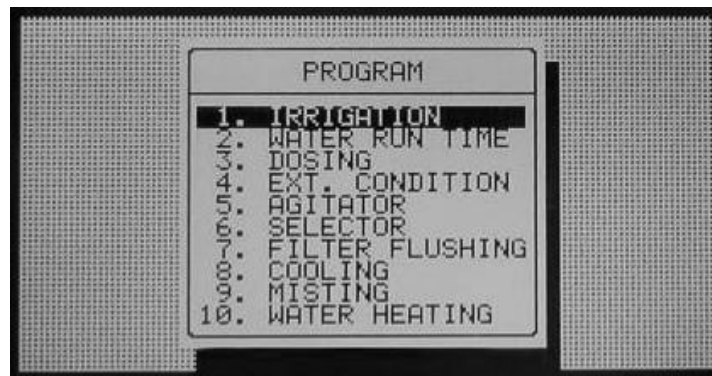 PROGRAM
1. IRRIGATION
2. WATER RUN TIME
3. DOSING
4. EXT. CONDITION
5. AGITATOR
6. SELECTOR
7. FILTER FLUSHING
8. COOLING
9. MISTING
10. WATER HEATING